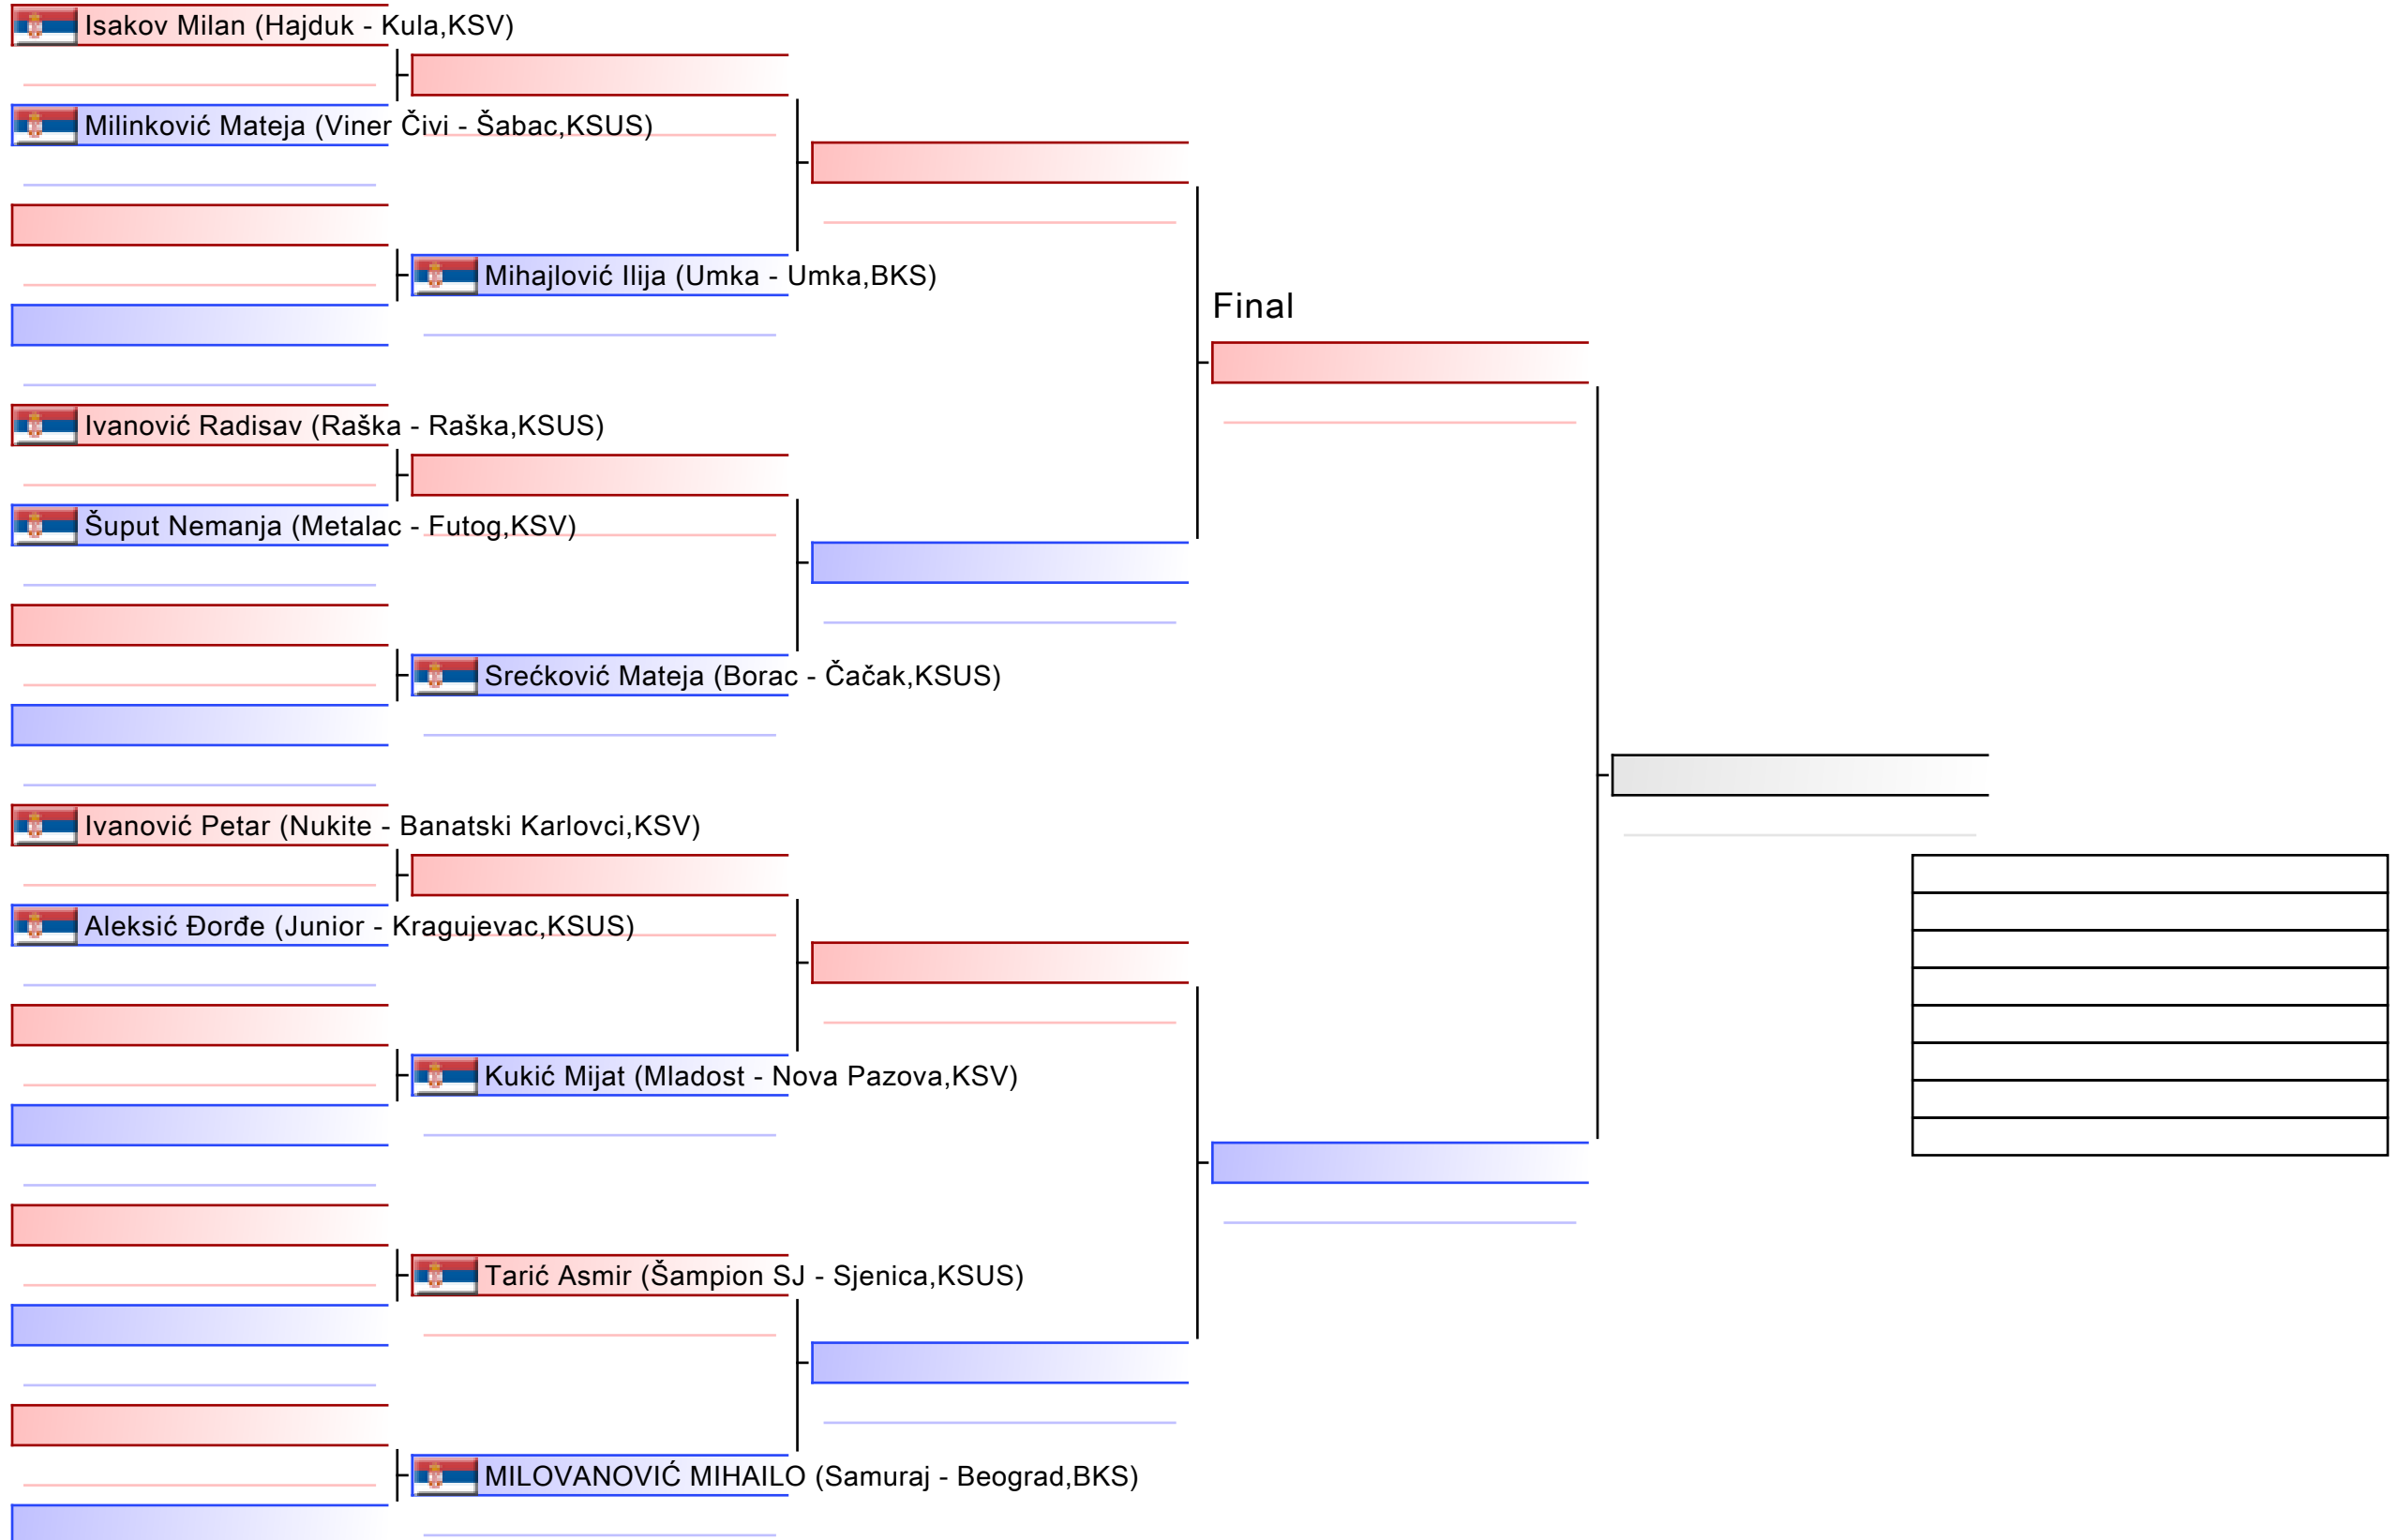 Isakov Milan (Hajduk - Kula,KSV)
Milinković Mateja (Viner Čivi - Šabac,KSUS)
Mihajlović Ilija (Umka - Umka,BKS)
Final
Ivanović Radisav (Raška - Raška,KSUS)
Šuput Nemanja (Metalac - Futog,KSV)
Srećković Mateja (Borac - Čačak,KSUS)
Ivanović Petar (Nukite - Banatski Karlovci,KSV)
Aleksić Đorđe (Junior - Kragujevac,KSUS)
Kukić Mijat (Mladost - Nova Pazova,KSV)
Tarić Asmir (Šampion SJ - Sjenica,KSUS)
MILOVANOVIĆ MIHAILO (Samuraj - Beograd,BKS)